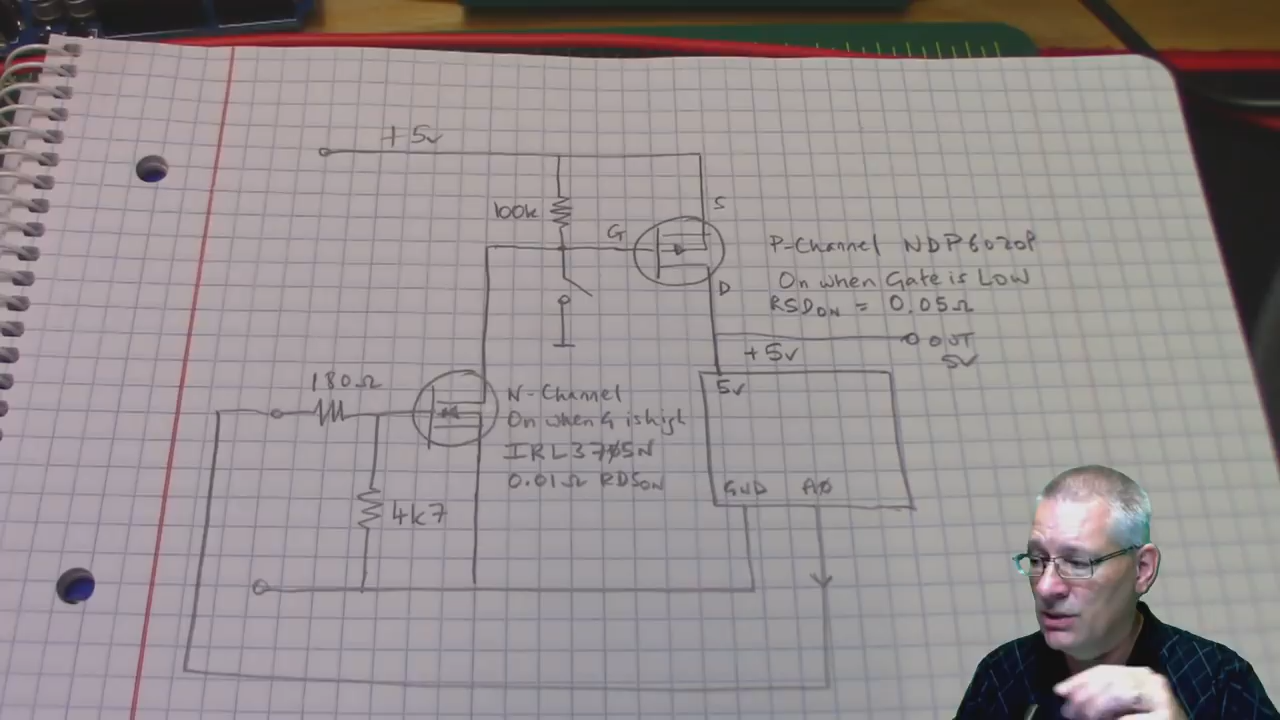 +5v
100k
G
S
P-Channel NDP6020P
On when Gate is Low
D
RSDON = 0.05Ω
OUT
5v
+5v
5v
180Ω
N-Channel
On when G is high
IRL3705N
0.01Ω RDSON
GND A0
4k7